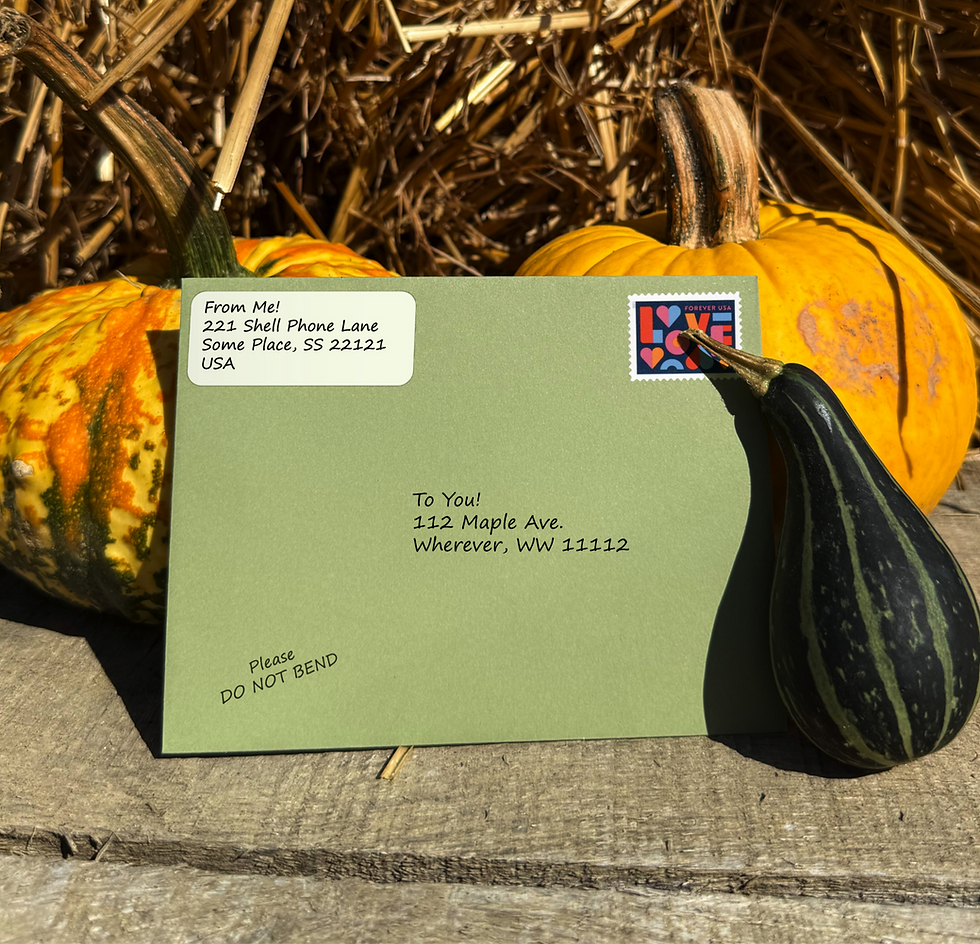 From Me!
221 Shell Phone Lane
Some Place, SS 22121
USA
FOREVER USA
LOVE
To You!
112 Maple Ave.
Wherever, WW 11112
Please
DO NOT BEND